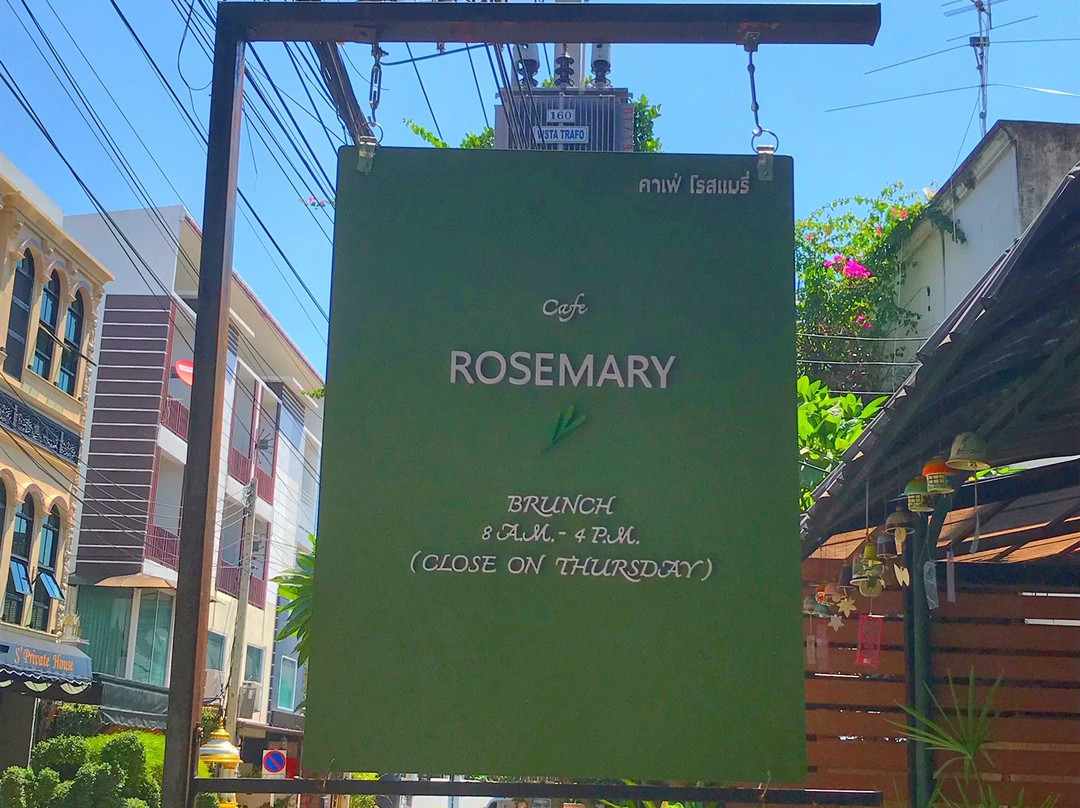 160
WSTA TRAFO
คาเฟ่ โรสแมรี่
Cafe
ROSEMARY
BRUNCH
8 A.M. - 4 P.M.
(CLOSE ON THURSDAY)
S' Private House